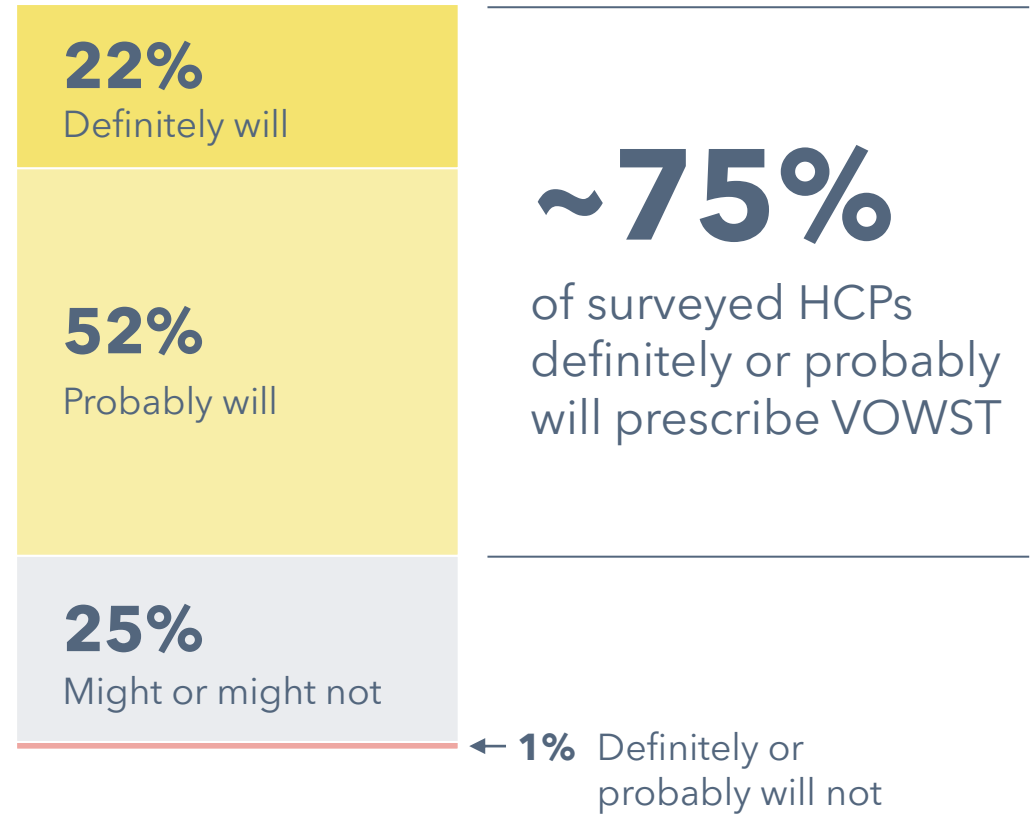 22%
Definitely will
52%
Probably will
25%
Might or might not
~75%
of surveyed HCPs
definitely or probably
will prescribe VOWST
1% Definitely or
probably will not